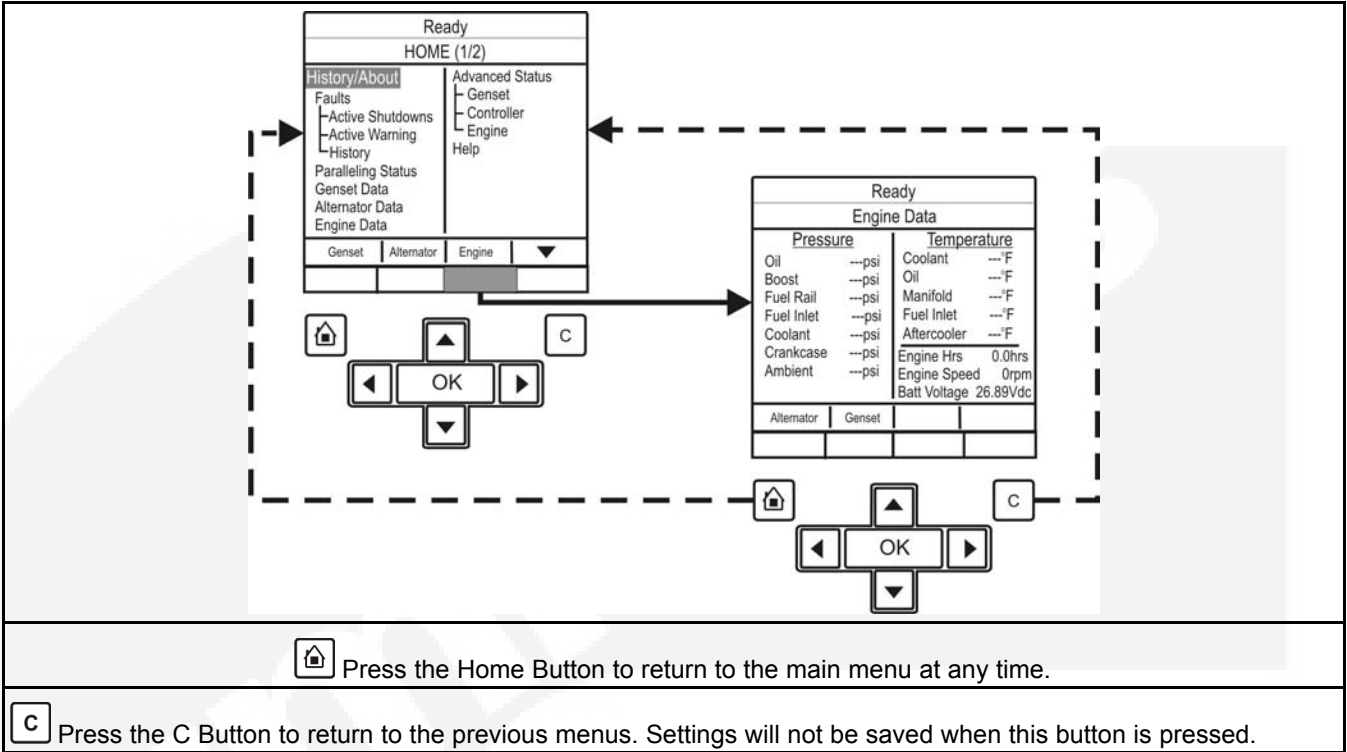 Ready
HOME (1/2)
History/About
Faults
Active Shutdowns
Active Warning
History
Paralleling Status
Genset Data
Alternator Data
Engine Data
Advanced Status
Genset
Controller
Engine
Help
Genset Alternator Engine ▼
C
OK
Ready
Engine Data
Pressure
Oil ---psi
Boost ---psi
Fuel Rail ---psi
Fuel Inlet ---psi
Coolant ---psi
Crankcase ---psi
Ambient ---psi
Temperature
Coolant ---°F
Oil ---°F
Manifold ---°F
Fuel Inlet ---°F
Aftercooler ---°F
Engine Hrs 0.0hrs
Engine Speed 0rpm
Batt Voltage 26.89Vdc
Alternator Genset
C
OK
Press the Home Button to return to the main menu at any time.
C Press the C Button to return to the previous menus. Settings will not be saved when this button is pressed.